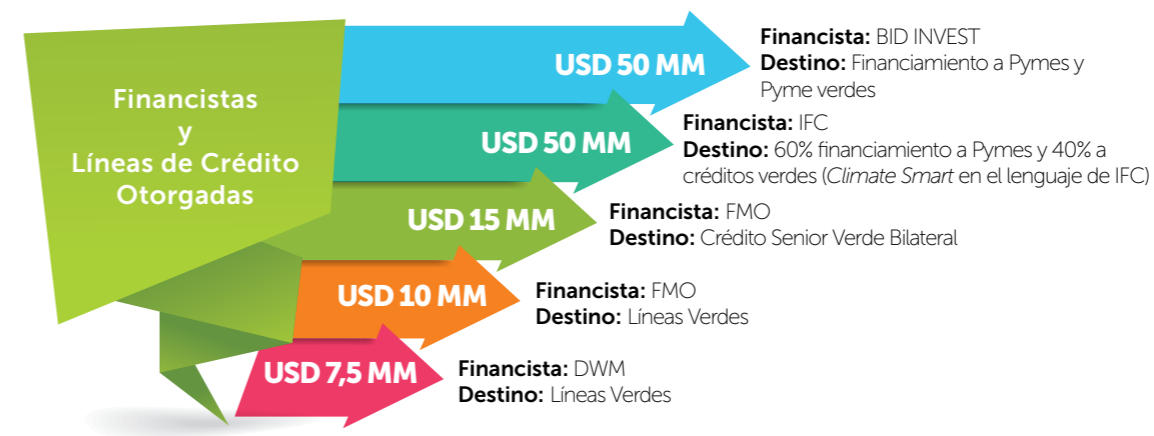 Financistas
y
Líneas de Crédito
Otorgadas
USD 50 MM
Financista: BID INVEST
Destino: Financiamiento a Pymes y
Pyme verdes
USD 50 MM
Financista: IFC
Destino: 60% financiamiento a Pymes y 40% a
créditos verdes (Climate Smart en el lenguaje de IFC)
USD 15 MM
Financista: FMO
Destino: Crédito Senior Verde Bilateral
USD 10 MM
Financista: FMO
Destino: Líneas Verdes
USD 7,5 MM
Financista: DWM
Destino: Líneas Verdes